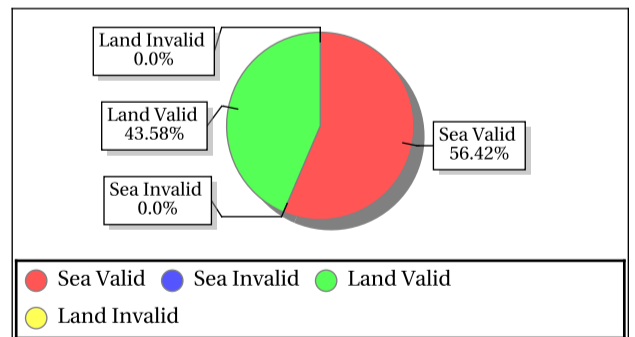 Land Invalid
0.0%
Land Valid
43.58%
Sea Valid
56.42%
Sea Invalid
0.0%
Sea Valid Sea Invalid Land Valid
Land Invalid